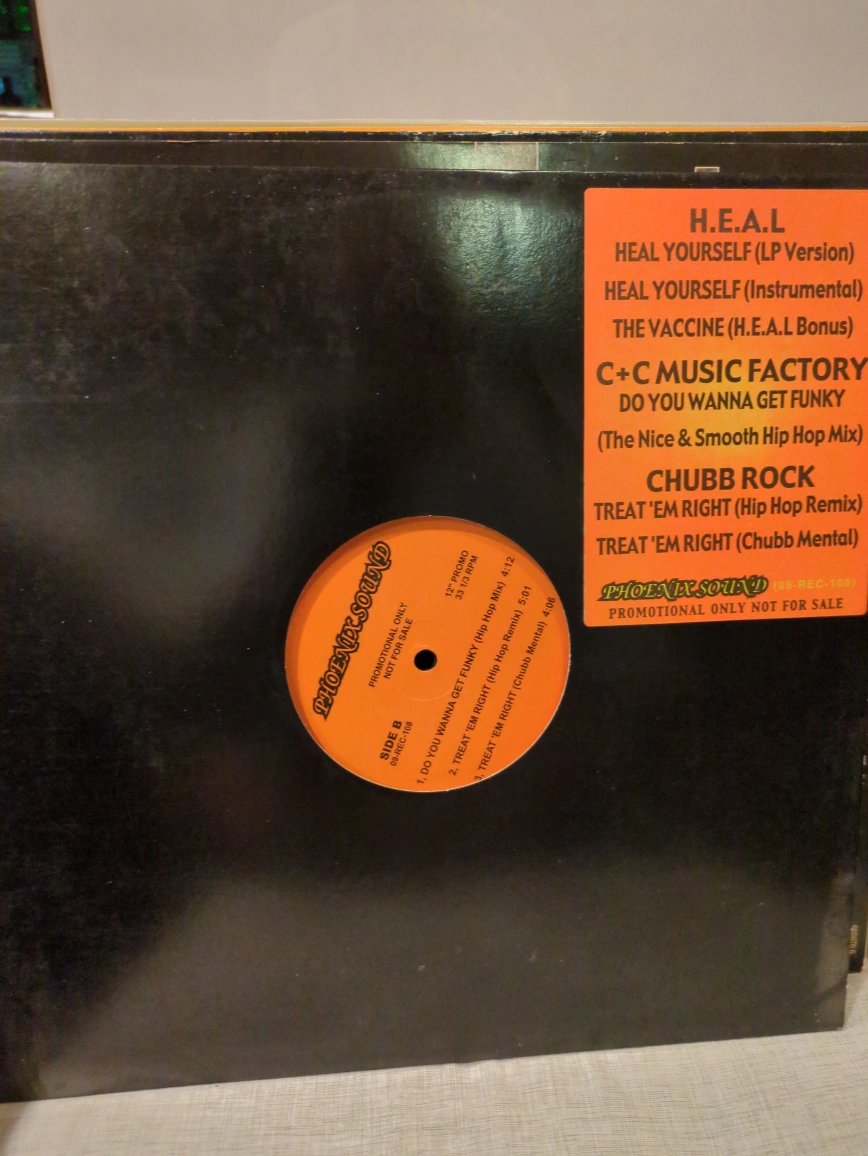 H.E.A.L
HEAL YOURSELF (LP Version)
HEAL YOURSELF (Instrumental)
THE VACCINE (H.E.A.L Bonus)
C+C MUSIC FACTORY
DO YOU WANNA GET FUNKY
(The Nice & Smooth Hip Hop Mix)
CHUBB ROCK
TREAT 'EM RIGHT (Hip Hop Remix)
TREAT 'EM RIGHT (Chubb Mental)
PHOENIX SOUND (09-REC-108)
PROMOTIONAL ONLY NOT FOR SALE
PHOENIX SOUND
PROMOTIONAL ONLY
NOT FOR SALE
12" PROMO
33 1/3 RPM
SIDE B
09-REC-108
1. DO YOU WANNA GET FUNKY (Hip Hop Mix) 4:12
2. TREAT 'EM RIGHT (Hip Hop Remix) 5:01
3. TREAT 'EM RIGHT (Chubb Mental) 4:06